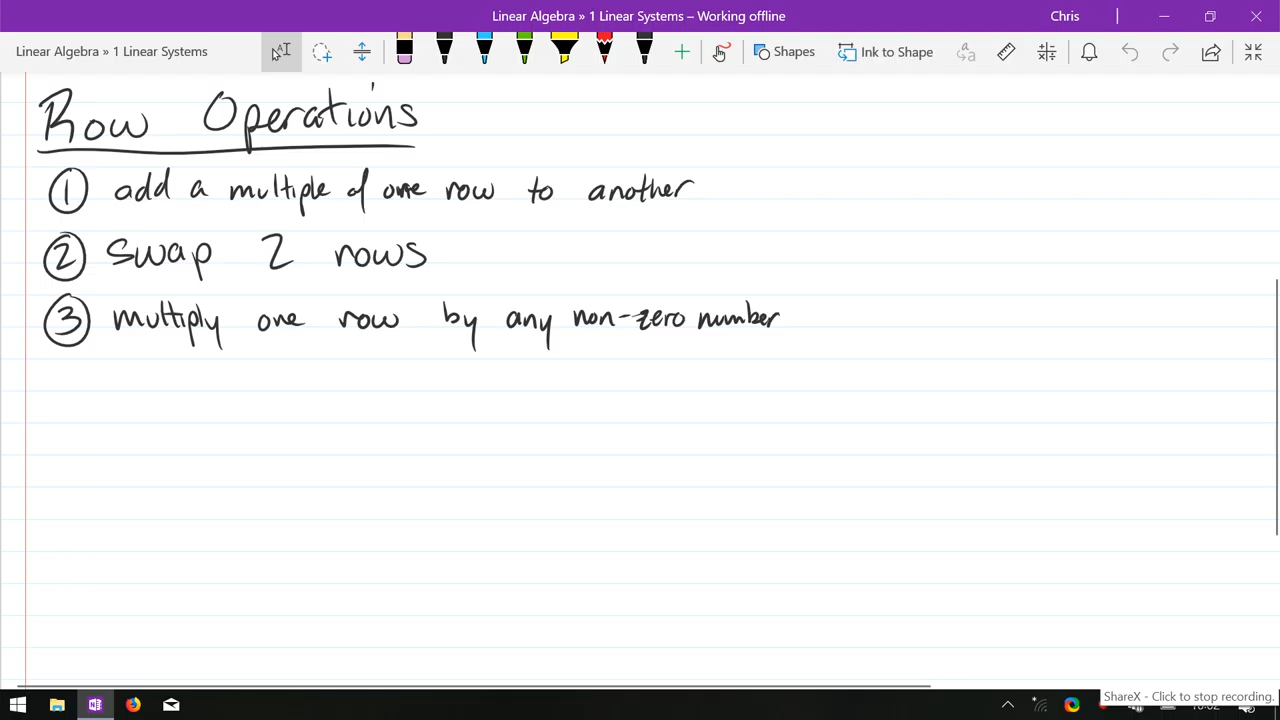 Linear Algebra » 1 Linear Systems – Working offline
Chris
Linear Algebra » 1 Linear Systems
Shapes
Ink to Shape
Row Operations
① add a multiple of one row to another
② swap 2 rows
③ multiply one row by any non-zero number
ShareX - Click to stop recording.